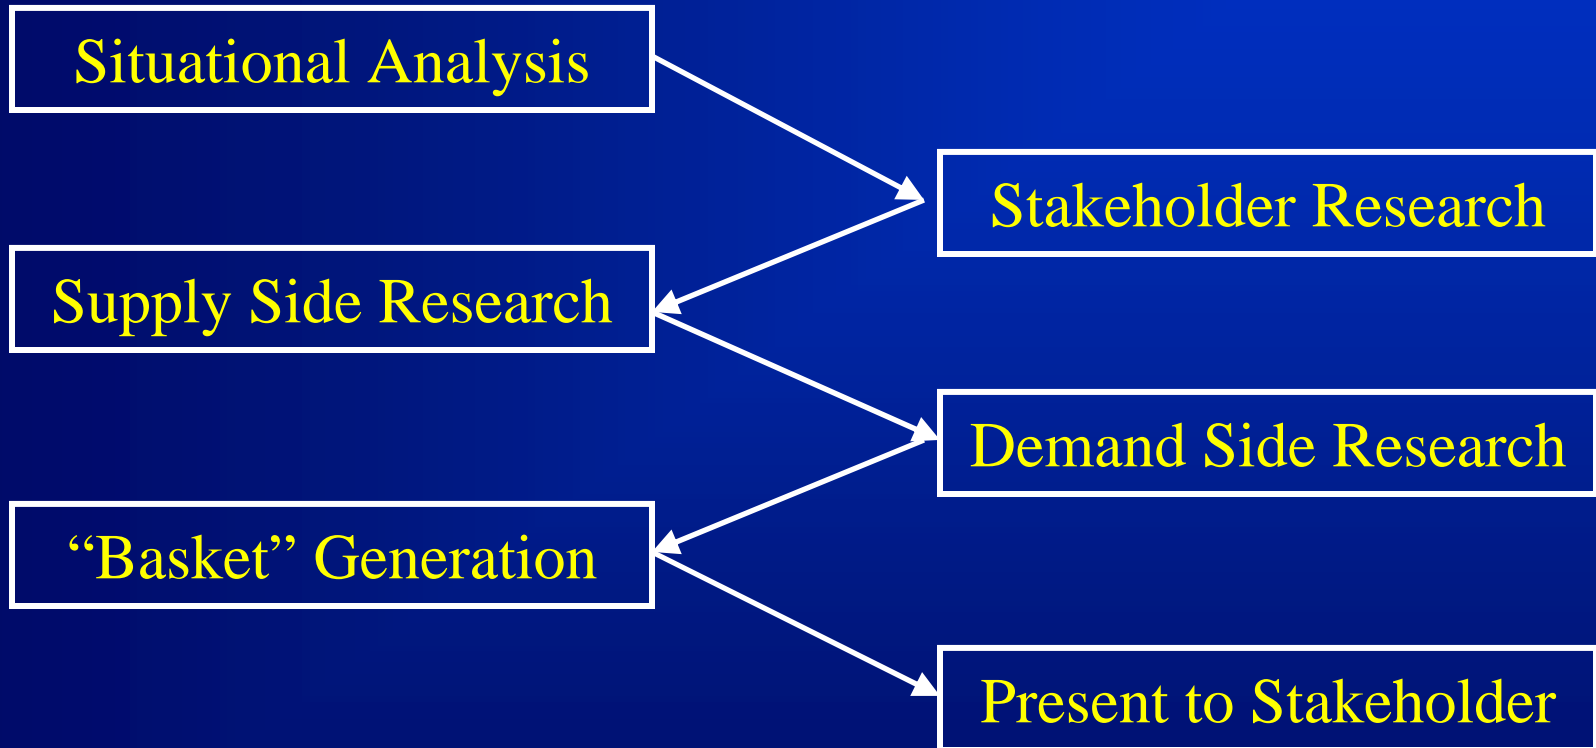 Situational Analysis
Stakeholder Research
Supply Side Research
Demand Side Research
“Basket” Generation
Present to Stakeholder